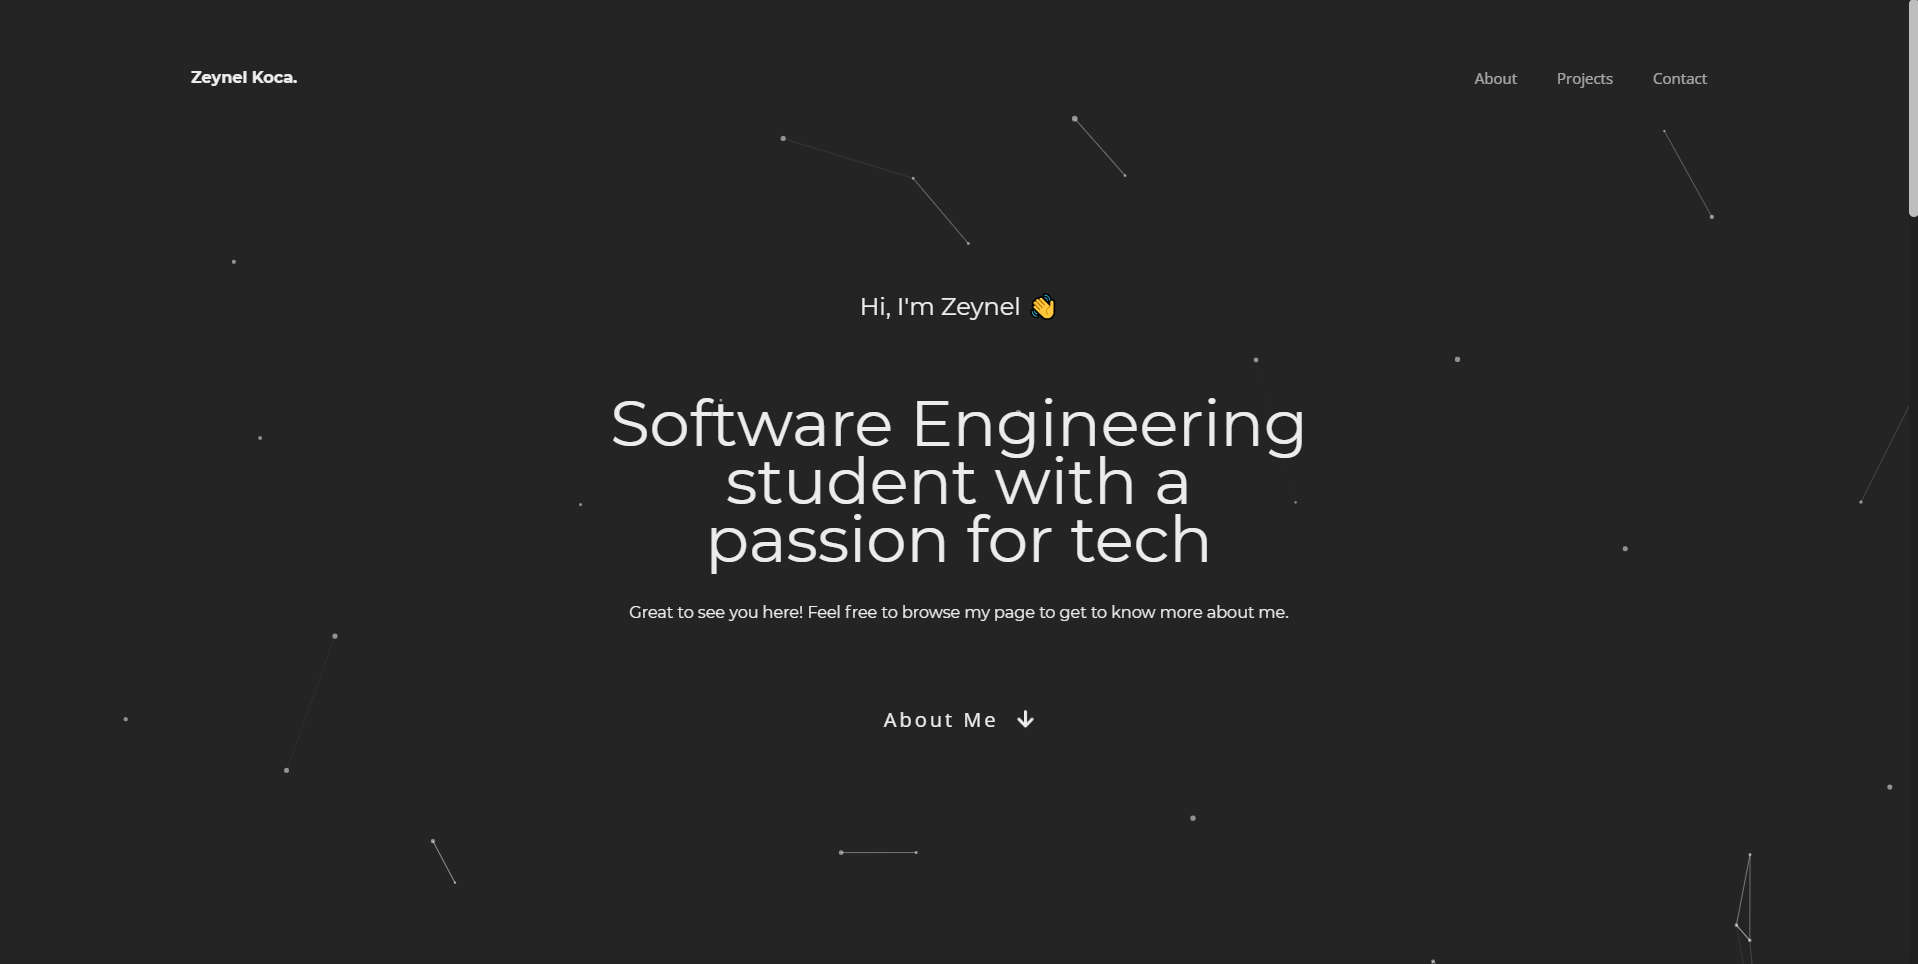 Zeynel Koca.
About Projects Contact
Hi, I'm Zeynel 👋
Software Engineering
student with a
passion for tech
Great to see you here! Feel free to browse my page to get to know more about me.
About Me